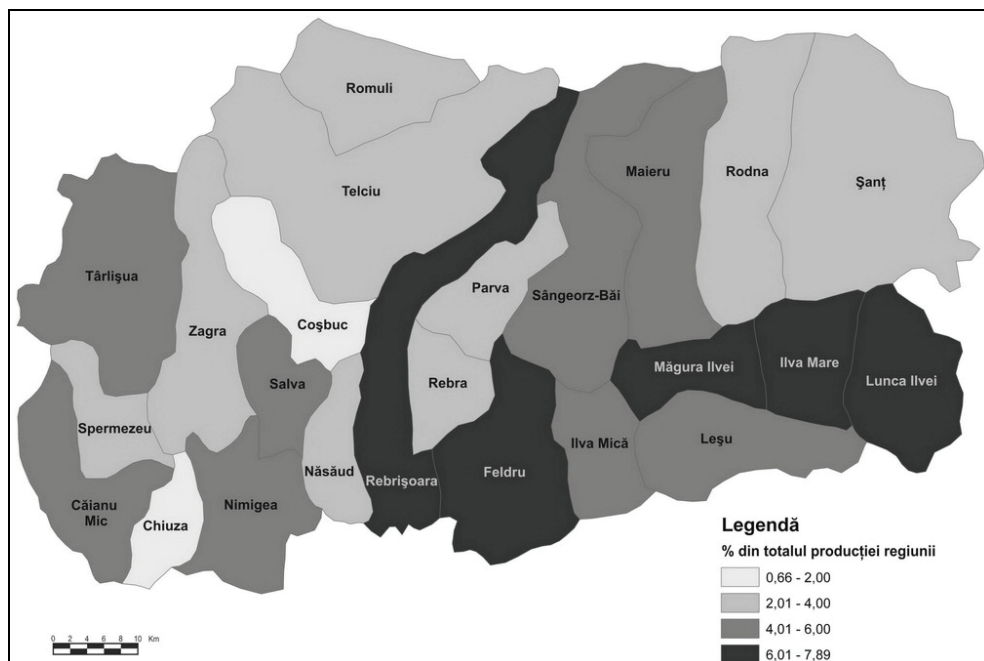 Romuli
Telciu
Maieru
Rodna
Şanţ
Târlişua
Parva
Sângeorz-Băi
Zagra
Coşbuc
Măgura Ilvei
Ilva Mare
Lunca Ilvei
Salva
Rebra
Spermezeu
Ilva Mică
Leşu
Năsăud
Rebrişoara
Feldru
Căianu
Mic
Chiuza
Nimigea
Legendă
% din totalul producţiei regiunii
0,66 - 2,00
2,01 - 4,00
4,01 - 6,00
6,01 - 7,89
0 2 4 6 8 10 Km